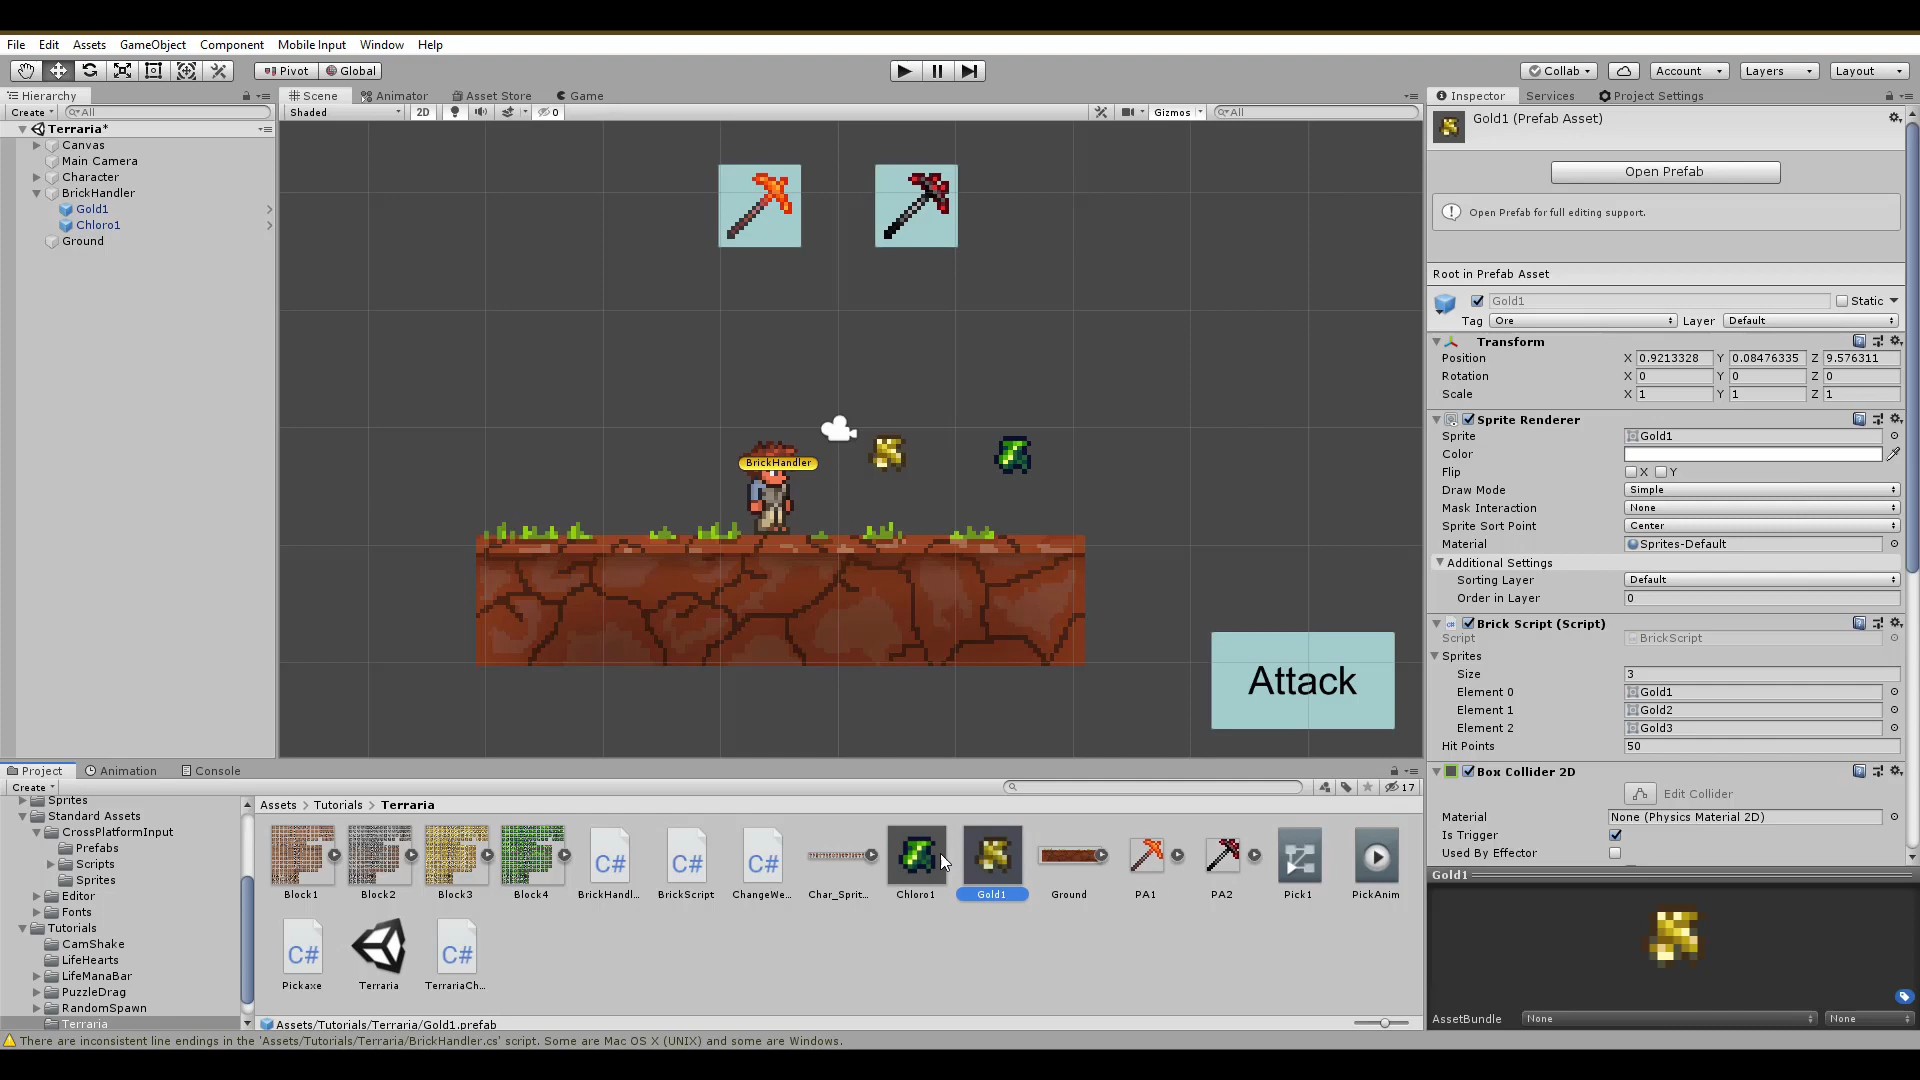 File Edit Assets GameObject Component Mobile Input Window Help
Pivot Global Collab Account Layers Layout
Hierarchy Scene Animator Asset Store Game Inspector Services Project Settings
Create All Shaded 2D 0 Gizmos All
Terraria*
Canvas
Main Camera
Character
BrickHandler
Gold1
Chloro1
Ground
BrickHandler
Attack
Gold1 (Prefab Asset)
Open Prefab
Open Prefab for full editing support.
Root in Prefab Asset
Gold1 Static
Tag Ore Layer Default
Transform
Position X 0.9213328 Y 0.08476335 Z 9.576311
Rotation X 0 Y 0 Z 0
Scale X 1 Y 1 Z 1
Sprite Renderer
Sprite Gold1
Color
Flip X Y
Draw Mode Simple
Mask Interaction None
Sprite Sort Point Center
Material Sprites-Default
Additional Settings
Sorting Layer Default
Order in Layer 0
Brick Script (Script)
Script BrickScript
Sprites
Size 3
Element 0 Gold1
Element 1 Gold2
Element 2 Gold3
Hit Points 50
Box Collider 2D
Edit Collider
Material None (Physics Material 2D)
Is Trigger
Used By Effector
Gold1
AssetBundle None None
Project Animation Console
Create 17
Sprites
Standard Assets
CrossPlatformInput
Prefabs
Scripts
Sprites
Editor
Fonts
Tutorials
CamShake
LifeHearts
LifeManaBar
PuzzleDrag
RandomSpawn
Terraria
Assets > Tutorials > Terraria
Block1 Block2 Block3 Block4 BrickHandl... BrickScript ChangeWe... Char_Sprit... Chloro1 Gold1 Ground PA1 PA2 Pick1 PickAnim
C# C# C#
Pickaxe Terraria TerrariaCh...
C# C#
Assets/Tutorials/Terraria/Gold1.prefab
There are inconsistent line endings in the 'Assets/Tutorials/Terraria/BrickHandler.cs' script. Some are Mac OS X (UNIX) and some are Windows.